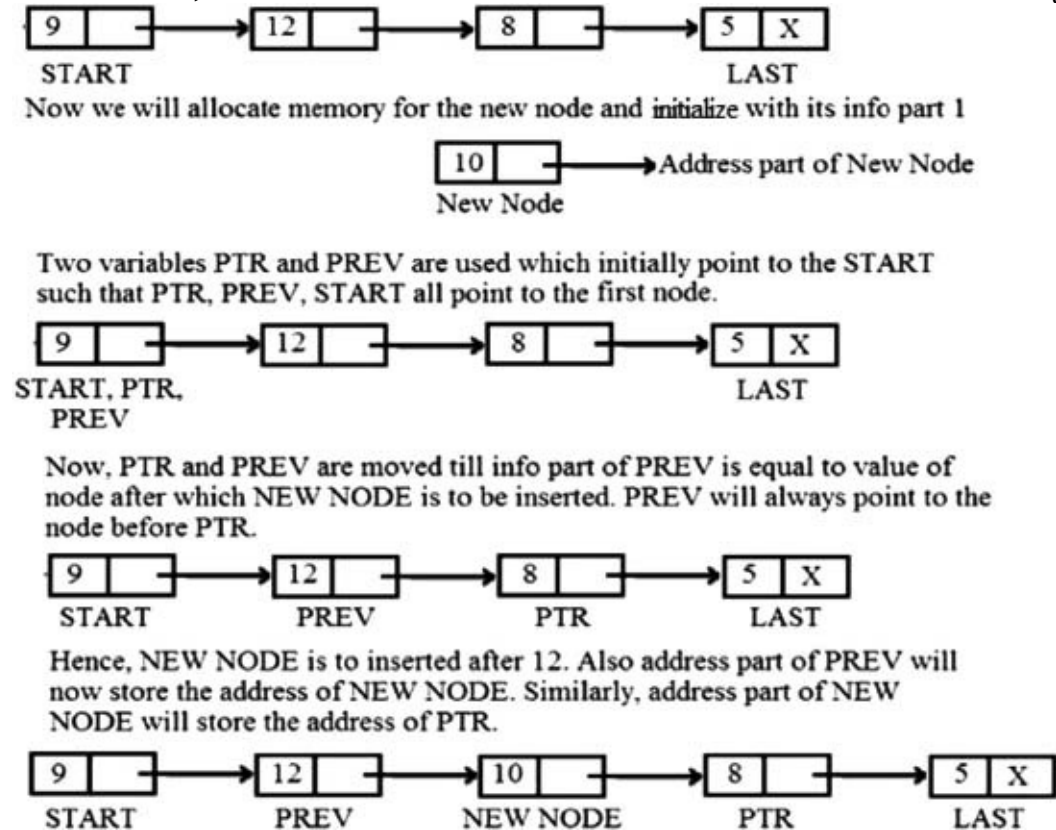 9 12 8 5 X
START LAST
Now we will allocate memory for the new node and initialize with its info part 1
10 Address part of New Node
New Node
Two variables PTR and PREV are used which initially point to the START
such that PTR, PREV, START all point to the first node.
9 12 8 5 X
START, PTR, LAST
PREV
Now, PTR and PREV are moved till info part of PREV is equal to value of
node after which NEW NODE is to be inserted. PREV will always point to the
node before PTR.
9 12 8 5 X
START PREV PTR LAST
Hence, NEW NODE is to inserted after 12. Also address part of PREV will
now store the address of NEW NODE. Similarly, address part of NEW
NODE will store the address of PTR.
9 12 10 8 5 X
START PREV NEW NODE PTR LAST